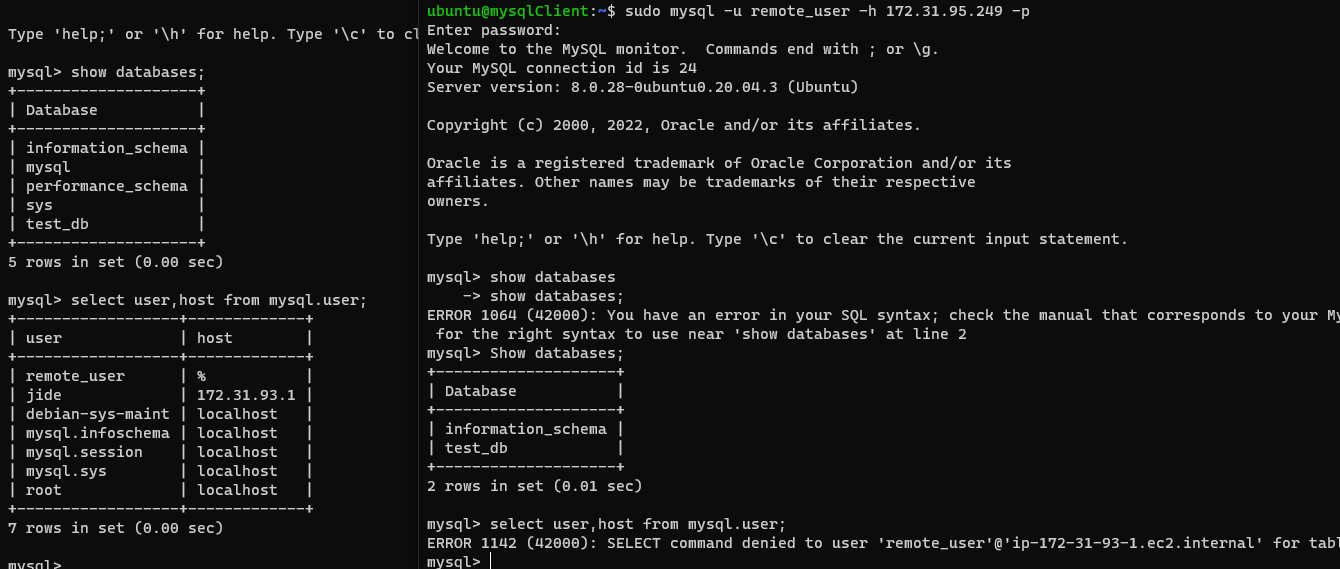 Type 'help;' or '\h' for help. Type '\c' to cl
mysql> show databases;
+--------------------+
| Database           |
+--------------------+
| information_schema |
| mysql              |
| performance_schema |
| sys                |
| test_db            |
+--------------------+
5 rows in set (0.00 sec)
mysql> select user,host from mysql.user;
+------------------+-------------+
| user             | host        |
+------------------+-------------+
| remote_user      | %           |
| jide             | 172.31.93.1 |
| debian-sys-maint | localhost   |
| mysql.infoschema | localhost   |
| mysql.session    | localhost   |
| mysql.sys        | localhost   |
| root             | localhost   |
+------------------+-------------+
7 rows in set (0.00 sec)
mysql>
ubuntu@mysqlClient:~$ sudo mysql -u remote_user -h 172.31.95.249 -p
Enter password:
Welcome to the MySQL monitor.  Commands end with ; or \g.
Your MySQL connection id is 24
Server version: 8.0.28-0ubuntu0.20.04.3 (Ubuntu)
Copyright (c) 2000, 2022, Oracle and/or its affiliates.
Oracle is a registered trademark of Oracle Corporation and/or its
affiliates. Other names may be trademarks of their respective
owners.
Type 'help;' or '\h' for help. Type '\c' to clear the current input statement.
mysql> show databases
    -> show databases;
ERROR 1064 (42000): You have an error in your SQL syntax; check the manual that corresponds to your My
 for the right syntax to use near 'show databases' at line 2
mysql> Show databases;
+--------------------+
| Database           |
+--------------------+
| information_schema |
| test_db            |
+--------------------+
2 rows in set (0.01 sec)
mysql> select user,host from mysql.user;
ERROR 1142 (42000): SELECT command denied to user 'remote_user'@'ip-172-31-93-1.ec2.internal' for tabl
mysql>